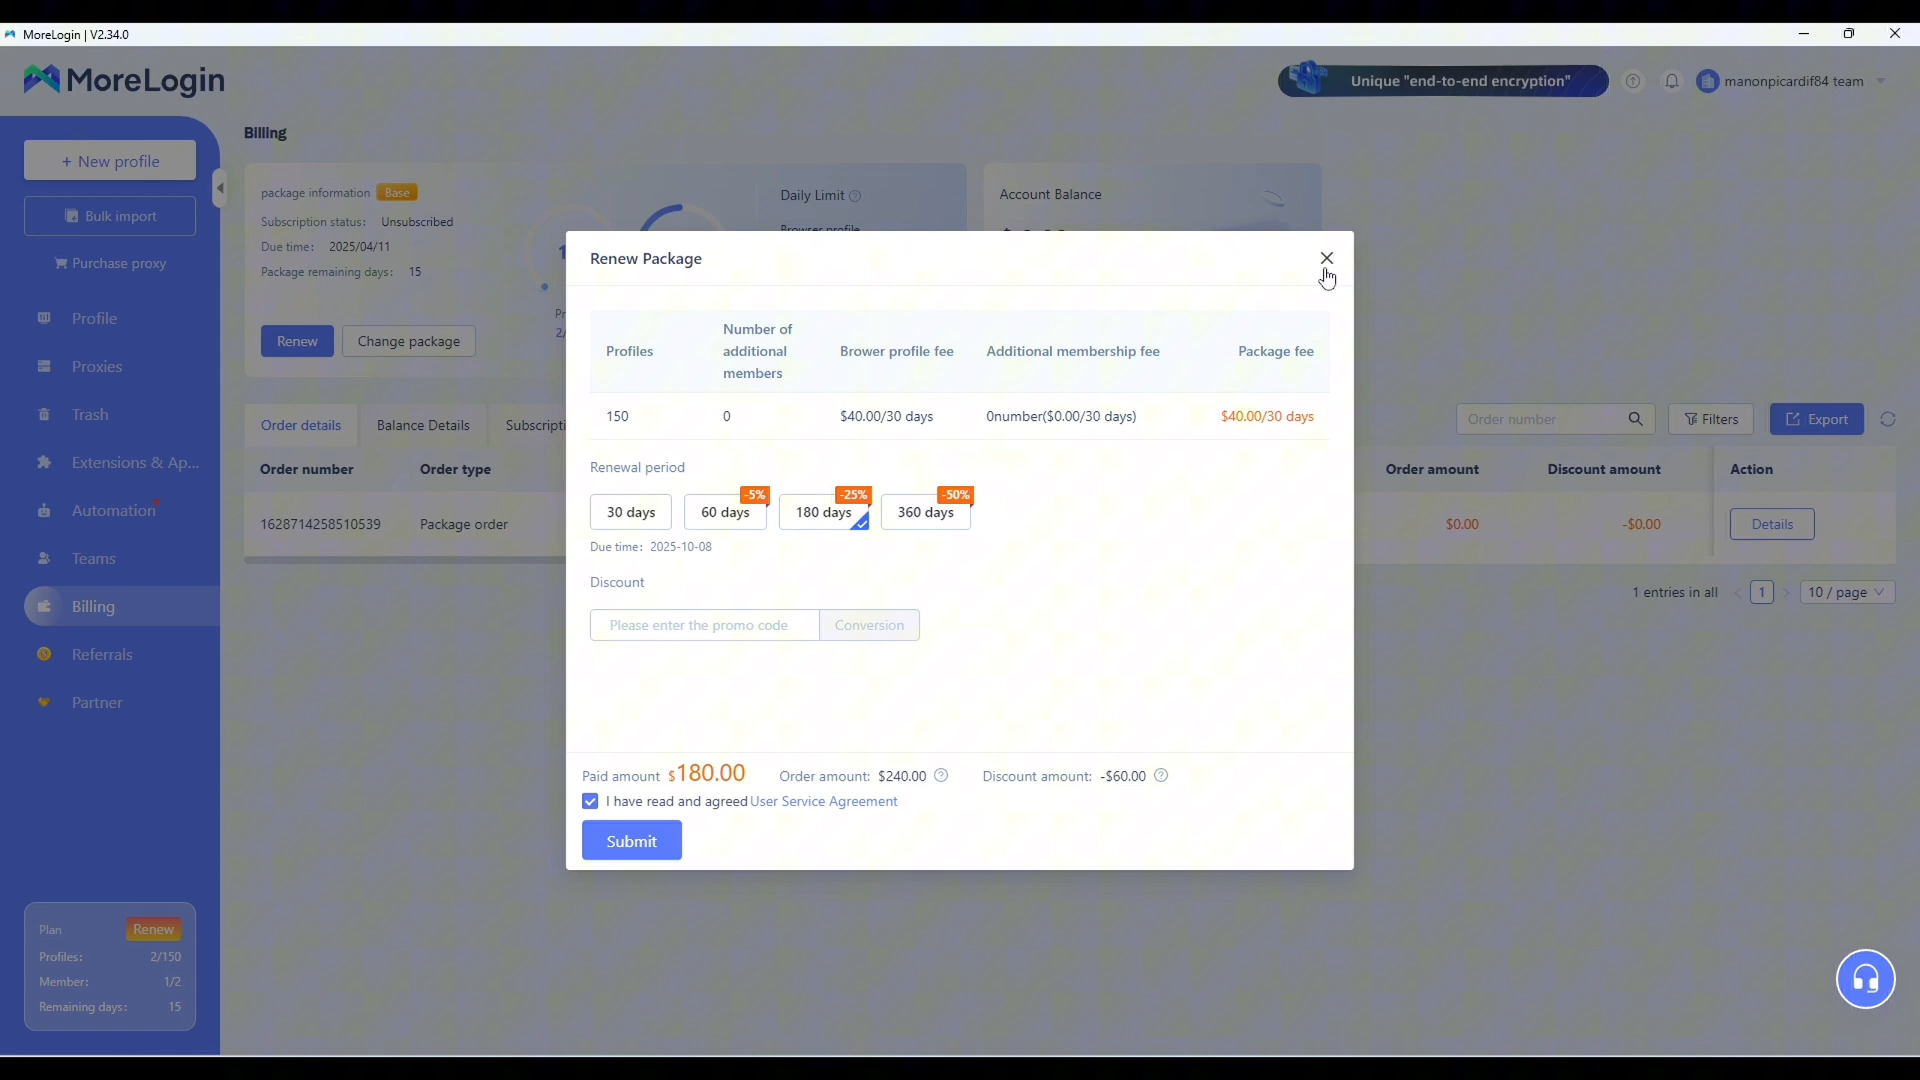 MoreLogin | V2.34.0
MoreLogin
Unique "end-to-end encryption"
manonpicardif84 team
+ New profile
Bulk import
Purchase proxy
Profile
Proxies
Trash
Extensions & Ap...
Automation
Teams
Billing
Referrals
Partner
Plan Renew
Profiles: 2/150
Member: 1/2
Remaining days: 15
Billing
package information Base
Subscription status: Unsubscribed
Due time: 2025/04/11
Package remaining days: 15
Renew Change package
Daily Limit
Browser profile
Account Balance
Order details Balance Details Subscripti
Order number Filters Export
Order number Order type Order amount Discount amount Action
1628714258510539 Package order $0.00 -$0.00 Details
1 entries in all 1 10 / page
Renew Package
Profiles
Number of
additional
members
Brower profile fee
Additional membership fee
Package fee
150 0 $40.00/30 days 0number($0.00/30 days) $40.00/30 days
Renewal period
-5% -25% -50%
30 days 60 days 180 days 360 days
Due time: 2025-10-08
Discount
Please enter the promo code Conversion
Paid amount $180.00 Order amount: $240.00 Discount amount: -$60.00
I have read and agreed User Service Agreement
Submit